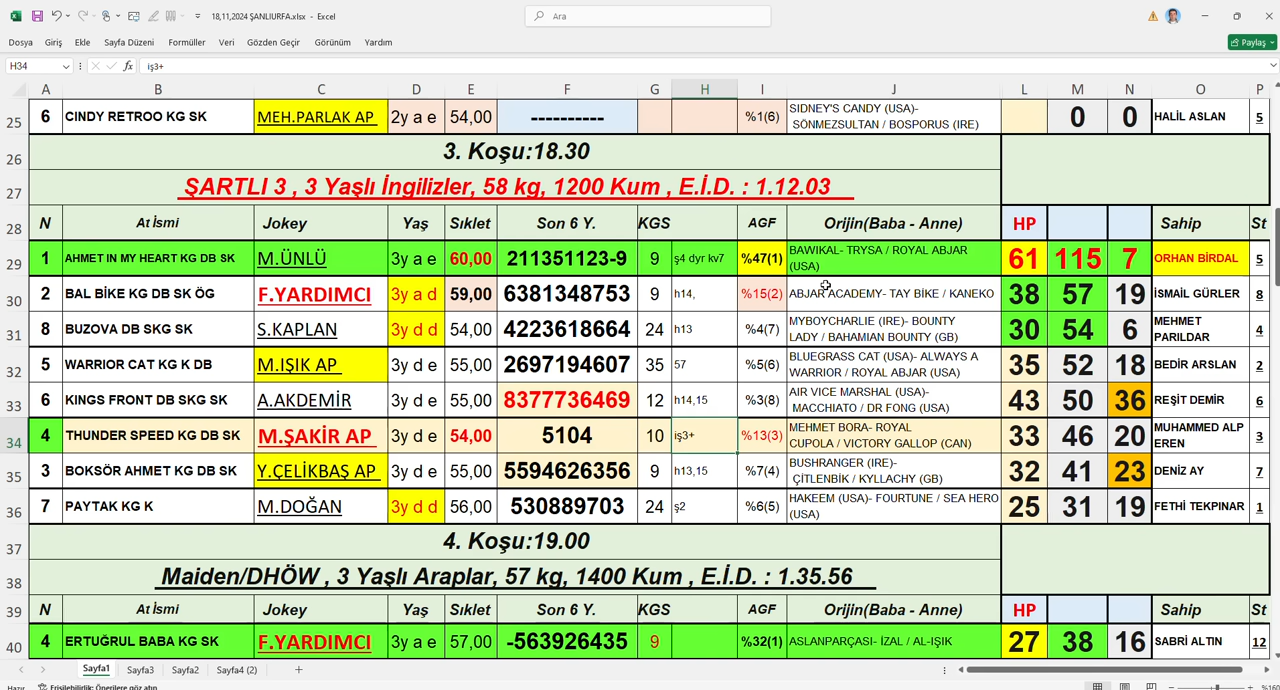 18,11,2024 ŞANLIURFA.xlsx - Excel
Ara
Dosya Giriş Ekle Sayfa Düzeni Formüller Veri Gözden Geçir Görünüm Yardım
Paylaş
H34 fx iş3+
A B C D E F G H I J L M N O P
25 6 CINDY RETROO KG SK MEH.PARLAK AP 2y a e 54,00 ---------- %1(6) SIDNEY'S CANDY (USA)- SÖNMEZSULTAN / BOSPORUS (IRE) 0 0 HALİL ASLAN 5
26 3. Koşu:18.30
27 ŞARTLI 3 , 3 Yaşlı İngilizler, 58 kg, 1200 Kum , E.İ.D. : 1.12.03
28 N At İsmi Jokey Yaş Sıklet Son 6 Y. KGS AGF Orijin(Baba - Anne) HP Sahip St
29 1 AHMET IN MY HEART KG DB SK M.ÜNLÜ 3y a e 60,00 211351123-9 9 ş4 dyr kv7 %47(1) BAWIKAL- TRYSA / ROYAL ABJAR (USA) 61 115 7 ORHAN BİRDAL 5
30 2 BAL BİKE KG DB SK ÖG F.YARDIMCI 3y a d 59,00 6381348753 9 h14, %15(2) ABJAR ACADEMY- TAY BİKE / KANEKO 38 57 19 İSMAİL GÜRLER 8
31 8 BUZOVA DB SKG SK S.KAPLAN 3y d d 54,00 4223618664 24 h13 %4(7) MYBOYCHARLIE (IRE)- BOUNTY LADY / BAHAMIAN BOUNTY (GB) 30 54 6 MEHMET PARILDAR 4
32 5 WARRIOR CAT KG K DB M.IŞIK AP 3y d e 55,00 2697194607 35 57 %5(6) BLUEGRASS CAT (USA)- ALWAYS A WARRIOR / ROYAL ABJAR (USA) 35 52 18 BEDİR ARSLAN 2
33 6 KINGS FRONT DB SKG SK A.AKDEMİR 3y d e 55,00 8377736469 12 h14,15 %3(8) AIR VICE MARSHAL (USA)- MACCHIATO / DR FONG (USA) 43 50 36 REŞİT DEMİR 6
34 4 THUNDER SPEED KG DB SK M.ŞAKİR AP 3y d e 54,00 5104 10 iş3+ %13(3) MEHMET BORA- ROYAL CUPOLA / VICTORY GALLOP (CAN) 33 46 20 MUHAMMED ALP EREN 3
35 3 BOKSÖR AHMET KG DB SK Y.ÇELİKBAŞ AP 3y d e 55,00 5594626356 9 h13,15 %7(4) BUSHRANGER (IRE)- ÇİTLENBİK / KYLLACHY (GB) 32 41 23 DENİZ AY 7
36 7 PAYTAK KG K M.DOĞAN 3y d d 56,00 530889703 24 ş2 %6(5) HAKEEM (USA)- FOURTUNE / SEA HERO (USA) 25 31 19 FETHİ TEKPINAR 1
37 4. Koşu:19.00
38 Maiden/DHÖW , 3 Yaşlı Araplar, 57 kg, 1400 Kum , E.İ.D. : 1.35.56
39 N At İsmi Jokey Yaş Sıklet Son 6 Y. KGS AGF Orijin(Baba - Anne) HP Sahip St
40 4 ERTUĞRUL BABA KG SK F.YARDIMCI 3y a e 57,00 -563926435 9 %32(1) ASLANPARÇASI- İZAL / AL-IŞIK 27 38 16 SABRİ ALTIN 12
Sayfa1 Sayfa3 Sayfa2 Sayfa4 (2) +
Hazır Erişilebilirlik: Önerilere göz atın %160